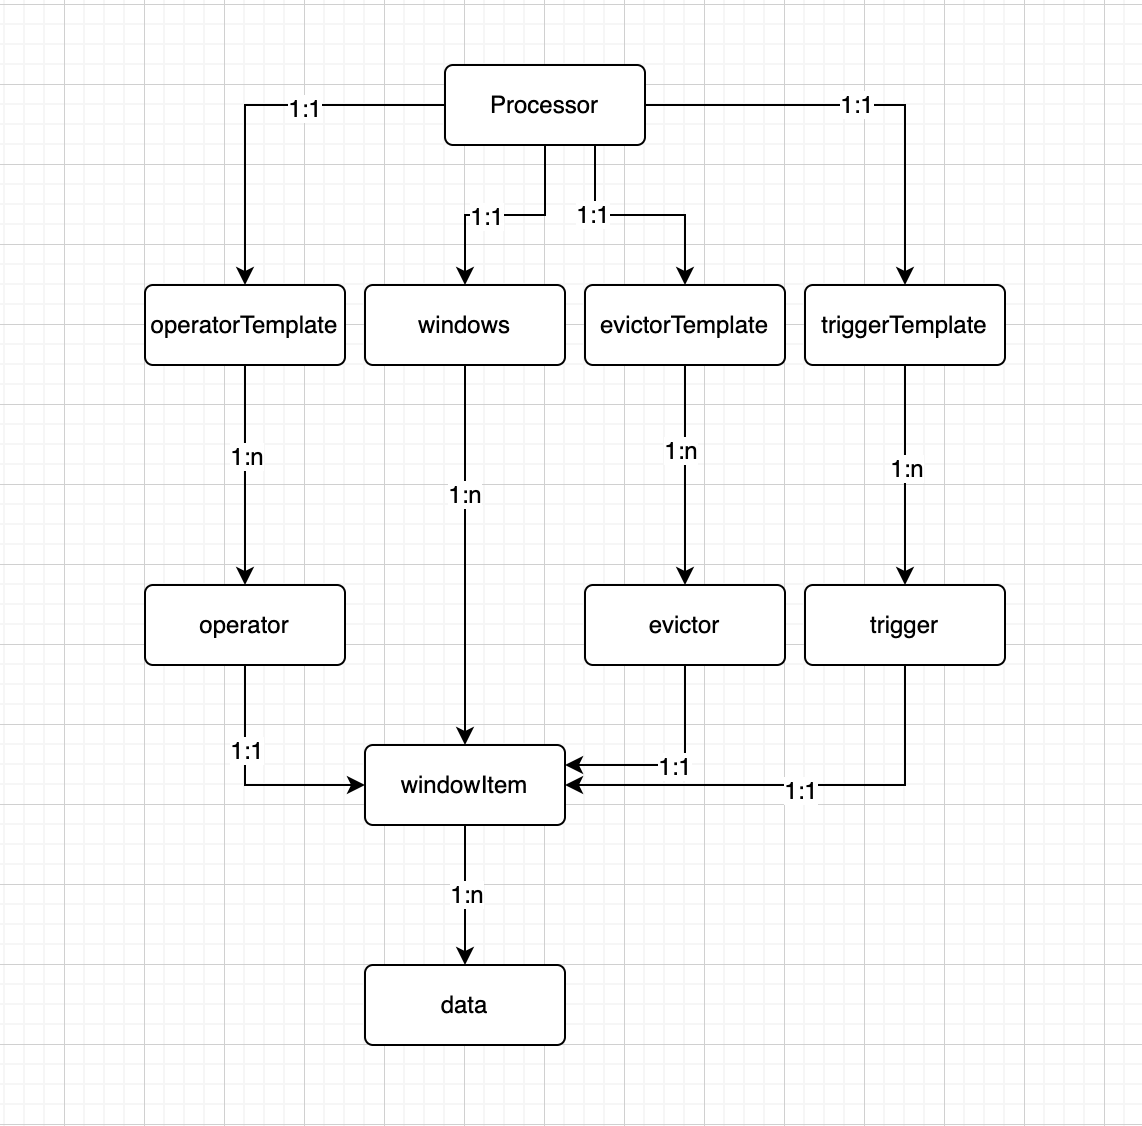 Processor
1:1
1:1
1:1
1:1
operatorTemplate
windows
evictorTemplate
triggerTemplate
1:n
1:n
1:n
1:n
operator
evictor
trigger
1:1
1:1
windowItem
1:1
1:n
data